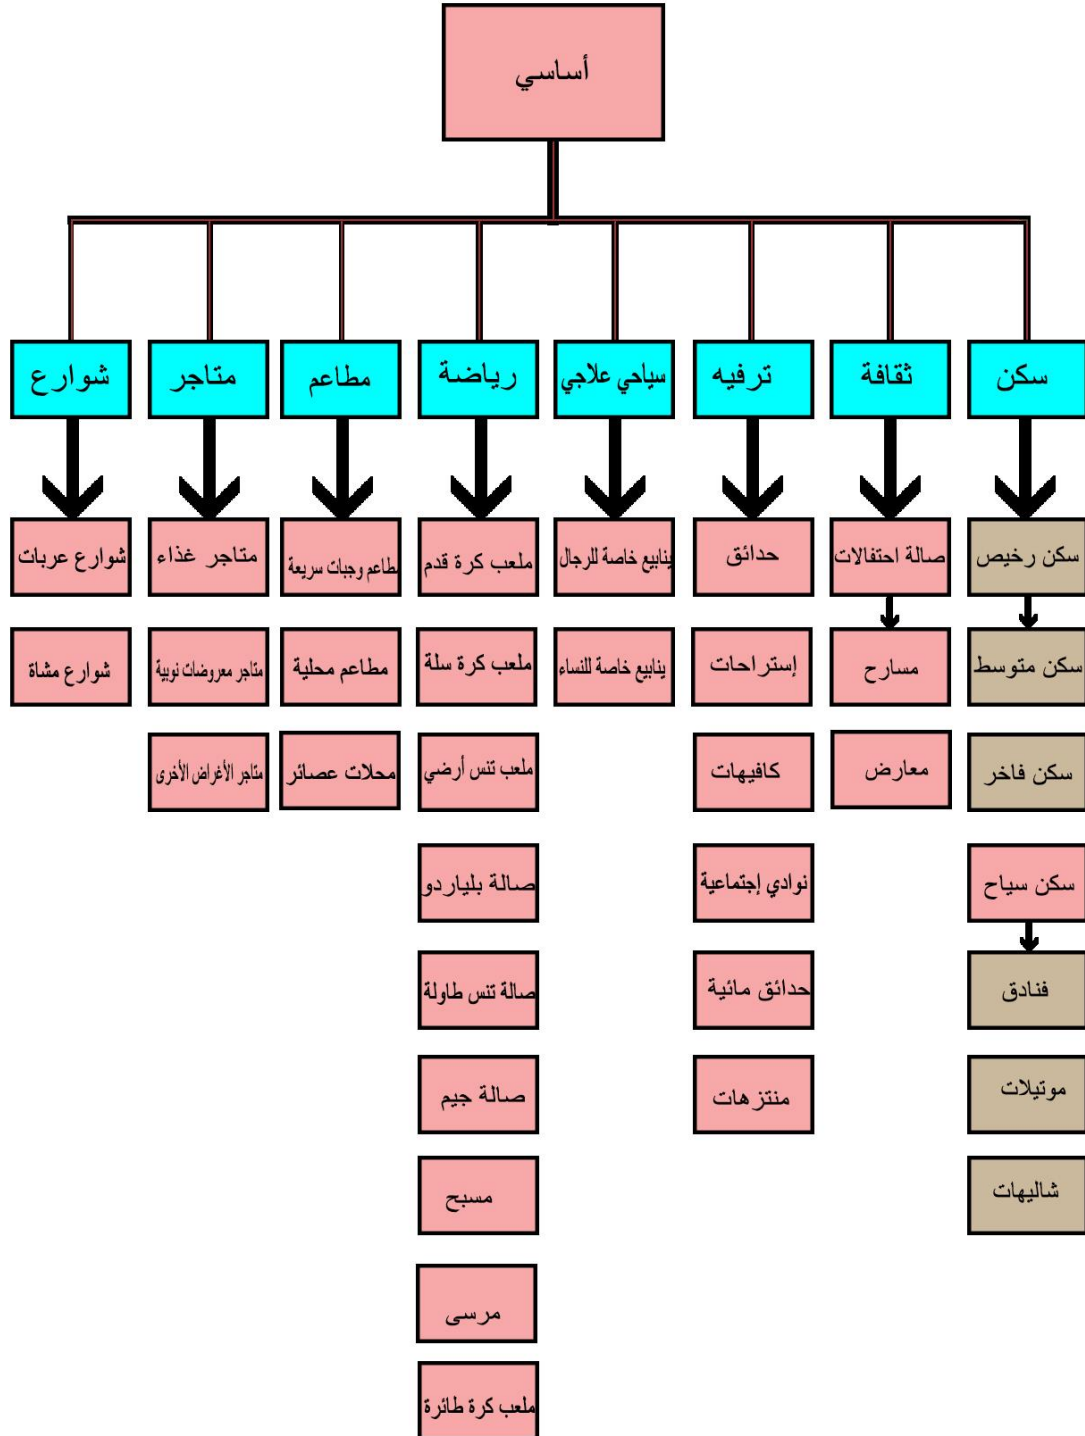 أساسي
سكن
ثقافة
ترفيه
سياحي علاجي
رياضة
مطاعم
متاجر
شوارع
سكن رخيص
صالة احتفالات
حدائق
ينابيع خاصة للرجال
ملعب كرة قدم
مطاعم وجبات سريعة
متاجر غذاء
شوارع عربات
سكن متوسط
مسارح
إستراحات
ينابيع خاصة للنساء
ملعب كرة سلة
مطاعم محلية
متاجر معروضات نوبية
شوارع مشاة
سكن فاخر
معارض
كافيهات
ملعب تنس أرضي
محلات عصائر
متاجر الأغراض الأخرى
سكن سياح
نوادي إجتماعية
صالة بلياردو
فنادق
حدائق مائية
صالة تنس طاولة
موتيلات
منتزهات
صالة جيم
شاليهات
مسبح
مرسى
ملعب كرة طائرة